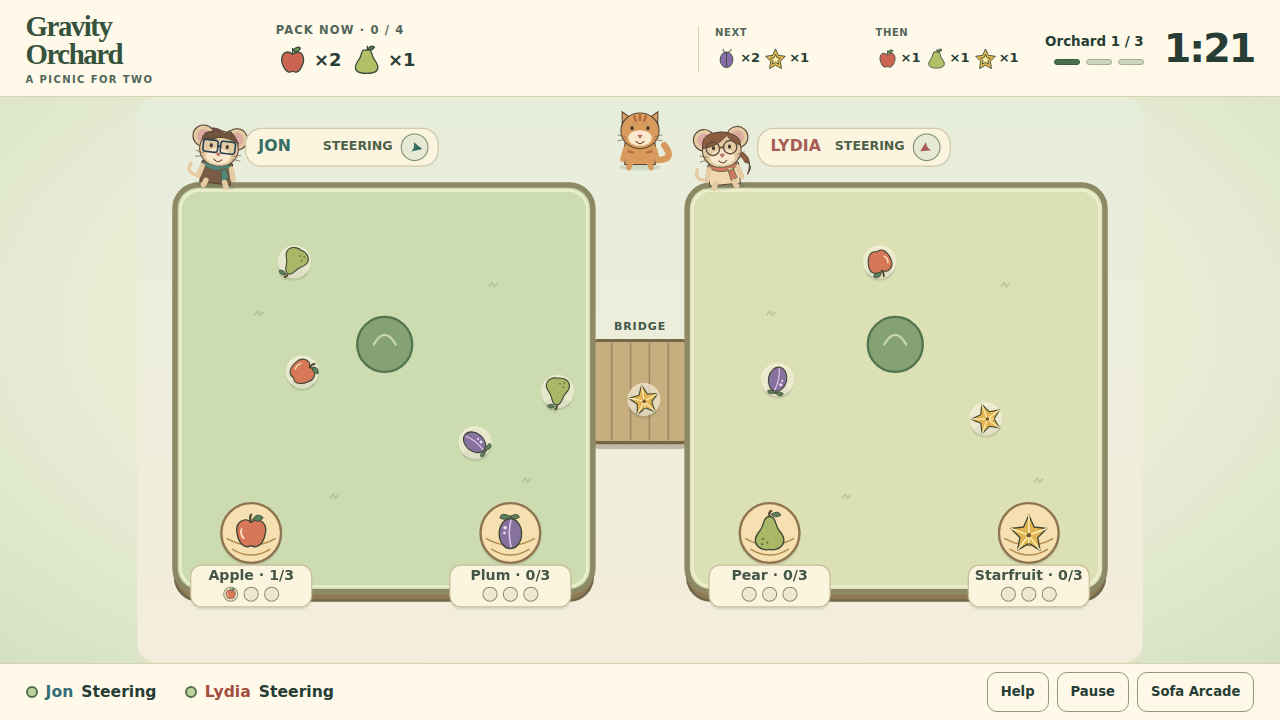 Gravity
Orchard
A PICNIC FOR TWO
PACK NOW · 0 / 4
×2 ×1
NEXT
×2 ×1
THEN
×1 ×1 ×1
Orchard 1 / 3
1:21
JON STEERING
LYDIA STEERING
BRIDGE
Apple · 1/3
Plum · 0/3
Pear · 0/3
Starfruit · 0/3
Jon Steering
Lydia Steering
Help
Pause
Sofa Arcade